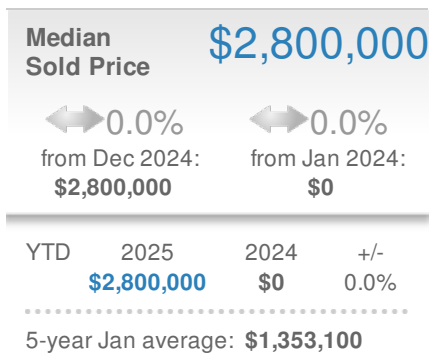 Median $2,800,000
Sold Price
0.0% 0.0%
from Dec 2024: from Jan 2024:
$2,800,000 $0
YTD 2025 2024 +/-
$2,800,000 $0 0.0%
5-year Jan average: $1,353,100